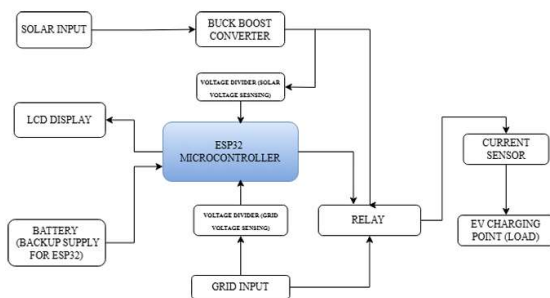 SOLAR INPUT
BUCK BOOST
CONVERTER
VOLTAGE DIVIDER (SOLAR
VOLTAGE SESNSING)
LCD DISPLAY
ESP32
MICROCONTROLLER
CURRENT
SENSOR
BATTERY
(BACKUP SUPPLY
FOR ESP32)
VOLTAGE DIVIDER (GRID
VOLTAGE SENSING)
RELAY
EV CHARGING
POINT (LOAD)
GRID INPUT